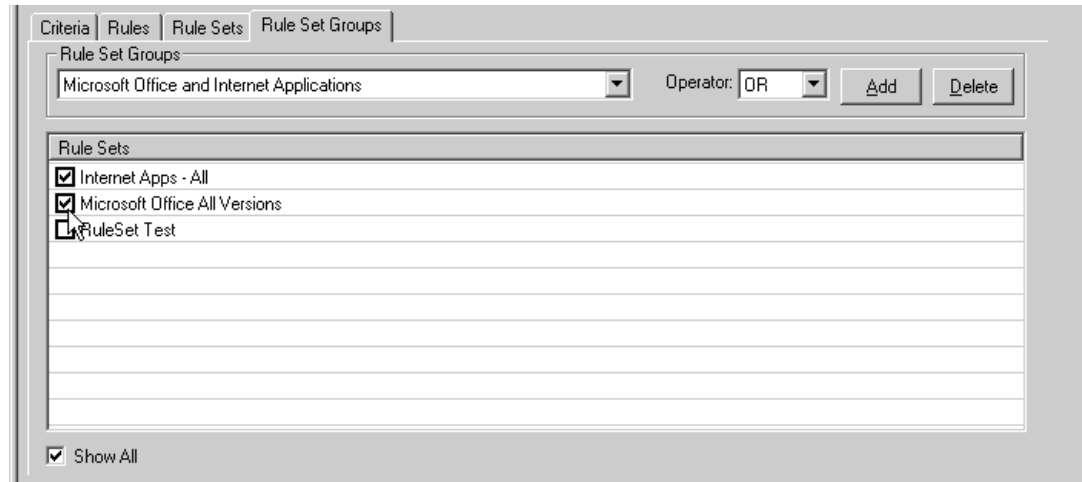 Criteria Rules Rule Sets Rule Set Groups
Rule Set Groups
Microsoft Office and Internet Applications Operator: OR Add Delete
Rule Sets
Internet Apps - All
Microsoft Office All Versions
RuleSet Test
Show All